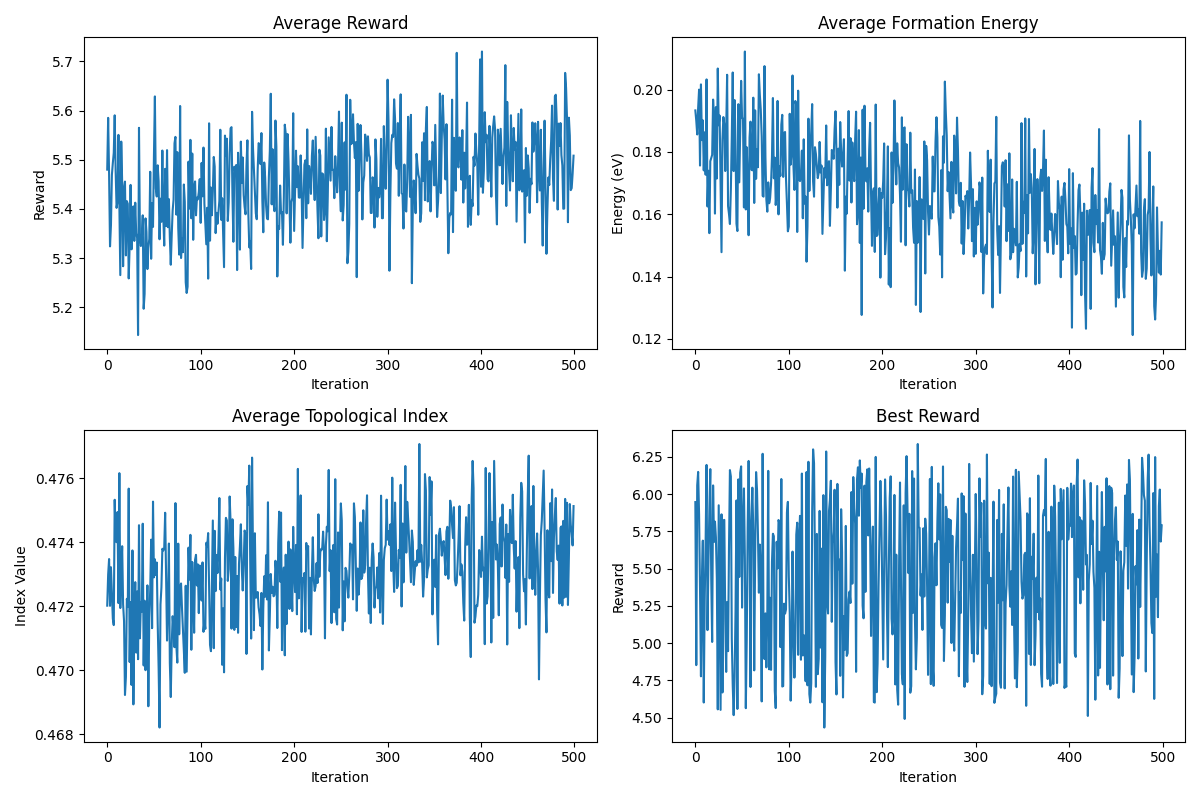 Average Reward
Reward
5.7
5.6
5.5
5.4
5.3
5.2
0 100 200 300 400 500
Iteration
Average Formation Energy
Energy (eV)
0.20
0.18
0.16
0.14
0.12
0 100 200 300 400 500
Iteration
Average Topological Index
Index Value
0.476
0.474
0.472
0.470
0.468
0 100 200 300 400 500
Iteration
Best Reward
Reward
6.25
6.00
5.75
5.50
5.25
5.00
4.75
4.50
0 100 200 300 400 500
Iteration